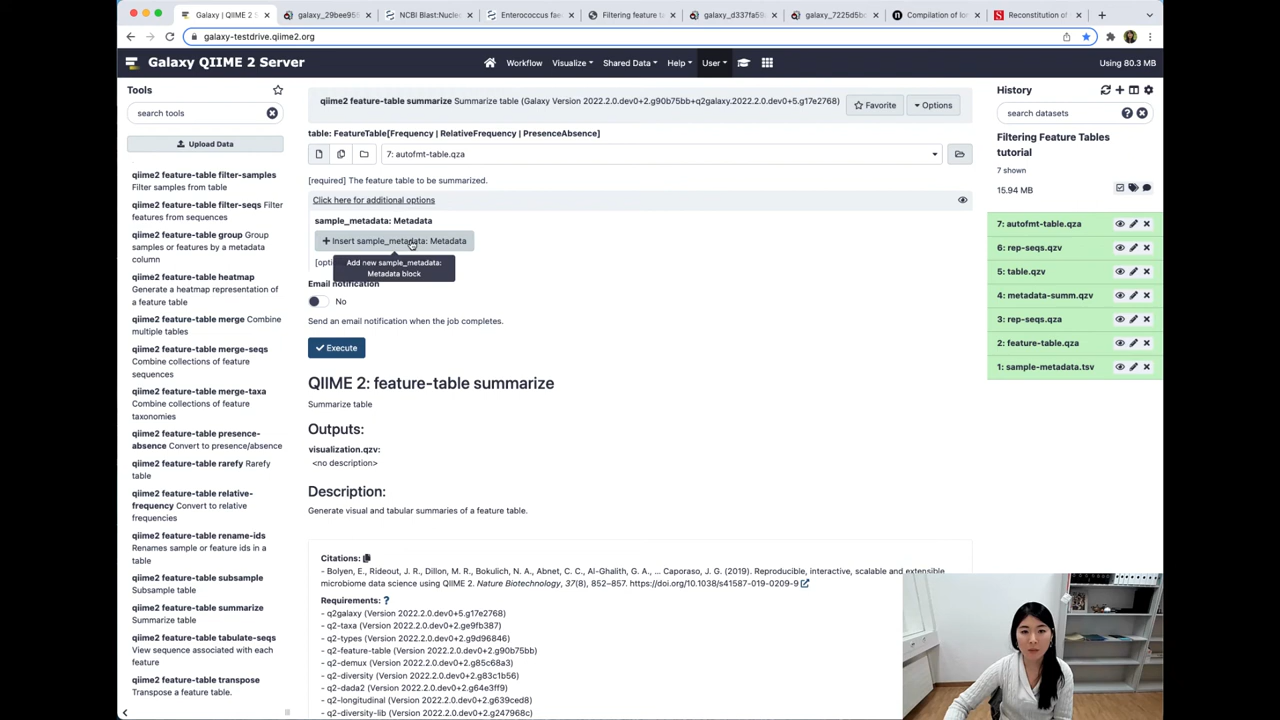 Galaxy | QIIME 2 S
galaxy_29bee956
NCBI Blast:Nucle
Enterococcus fae
Filtering feature ta
galaxy_d337fa59
galaxy_7225d5bc
Compilation of lo
Reconstitution of
galaxy-testdrive.qiime2.org
Galaxy QIIME 2 Server
Workflow
Visualize
Shared Data
Help
User
Using 80.3 MB
Tools
search tools
Upload Data
qiime2 feature-table filter-samples
Filter samples from table
qiime2 feature-table filter-seqs Filter
features from sequences
qiime2 feature-table group Group
samples or features by a metadata
column
qiime2 feature-table heatmap
Generate a heatmap representation
of a feature table
qiime2 feature-table merge Combine
multiple tables
qiime2 feature-table merge-seqs
Combine collections of feature
sequences
qiime2 feature-table merge-taxa
Combine collections of feature
taxonomies
qiime2 feature-table presence-
absence Convert to presence/absence
qiime2 feature-table rarefy Rarefy
table
qiime2 feature-table relative-
frequency Convert to relative
frequencies
qiime2 feature-table rename-ids
Renames sample or feature ids in a
table
qiime2 feature-table subsample
Subsample table
qiime2 feature-table summarize
Summarize table
qiime2 feature-table tabulate-seqs
View sequence associated with each
feature
qiime2 feature-table transpose
Transpose a feature table.
qiime2 feature-table summarize Summarize table (Galaxy Version 2022.2.0.dev0+2.g90b75bb+q2galaxy.2022.2.0.dev0+5.g17e2768)
Favorite
Options
table: FeatureTable[Frequency | RelativeFrequency | PresenceAbsence]
7: autofmt-table.qza
[required] The feature table to be summarized.
Click here for additional options
sample_metadata: Metadata
+ Insert sample_metadata: Metadata
Add new sample_metadata:
Metadata block
Email notification
No
Send an email notification when the job completes.
Execute
QIIME 2: feature-table summarize
Summarize table
Outputs:
visualization.qzv:
<no description>
Description:
Generate visual and tabular summaries of a feature table.
Citations:
- Bolyen, E., Rideout, J. R., Dillon, M. R., Bokulich, N. A., Abnet, C. C., Al-Ghalith, G. A., ... Caporaso, J. G. (2019). Reproducible, interactive, scalable and extensible
microbiome data science using QIIME 2. Nature Biotechnology, 37(8), 852–857. https://doi.org/10.1038/s41587-019-0209-9
Requirements: ?
- q2galaxy (Version 2022.2.0.dev0+5.g17e2768)
- q2-taxa (Version 2022.2.0.dev0+2.ge9fb387)
- q2-types (Version 2022.2.0.dev0+2.g9d96846)
- q2-feature-table (Version 2022.2.0.dev0+2.g90b75bb)
- q2-demux (Version 2022.2.0.dev0+2.g85c68a3)
- q2-diversity (Version 2022.2.0.dev0+2.g83c1b56)
- q2-dada2 (Version 2022.2.0.dev0+2.g64e3ff9)
- q2-longitudinal (Version 2022.2.0.dev0+2.g639ced8)
- q2-diversity-lib (Version 2022.2.0.dev0+2.g247968c)
History
search datasets
Filtering Feature Tables
tutorial
7 shown
15.94 MB
7: autofmt-table.qza
6: rep-seqs.qzv
5: table.qzv
4: metadata-summ.qzv
3: rep-seqs.qza
2: feature-table.qza
1: sample-metadata.tsv